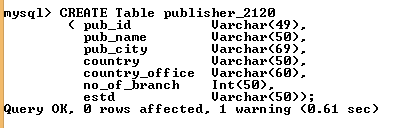 mysql> CREATE Table publisher_2120
( pub_id Varchar(49),
pub_name Varchar(50),
pub_city Varchar(69),
country Varchar(50),
country_office Varchar(60),
no_of_branch Int(50),
estd Varchar(50));
Query OK, 0 rows affected, 1 warning (0.61 sec)